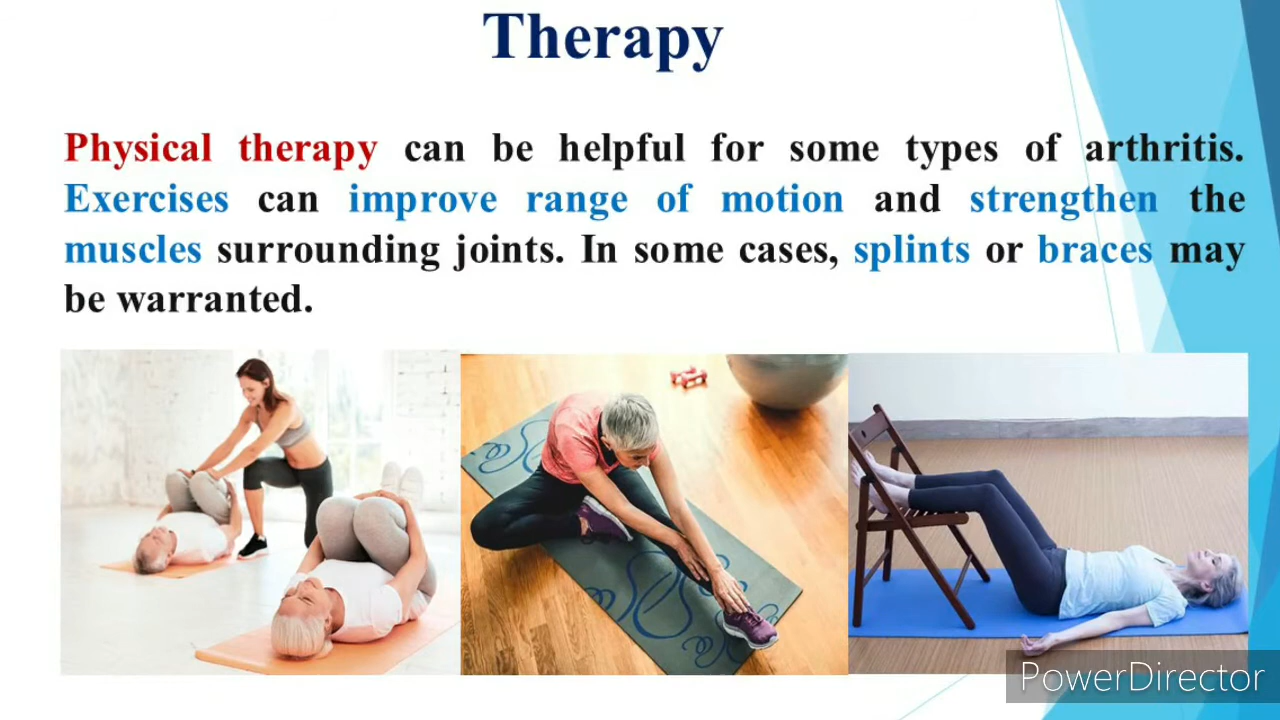 Therapy
Physical therapy can be helpful for some types of arthritis.
Exercises can improve range of motion and strengthen the
muscles surrounding joints. In some cases, splints or braces may
be warranted.
PowerDirector